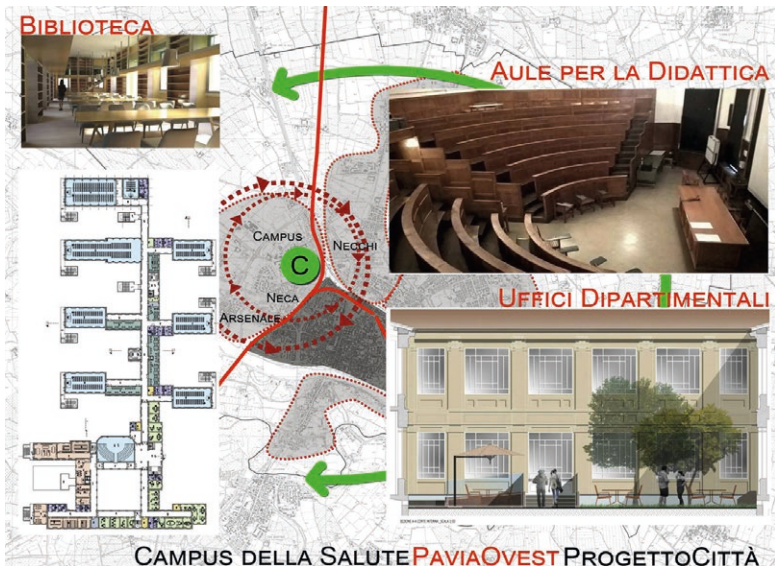 BIBLIOTECA
AULE PER LA DIDATTICA
CAMPUS
NECCHI
C
NECA
ARSENALE
UFFICI DIPARTIMENTALI
CAMPUS DELLA SALUTE PAVIAOVEST PROGETTOCITTÀ